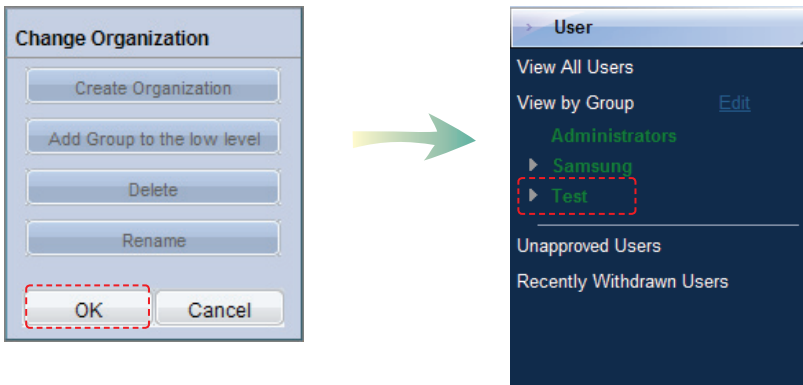 Change Organization
Create Organization
Add Group to the low level
Delete
Rename
OK Cancel
User
View All Users
View by Group Edit
Administrators
Samsung
Test
Unapproved Users
Recently Withdrawn Users